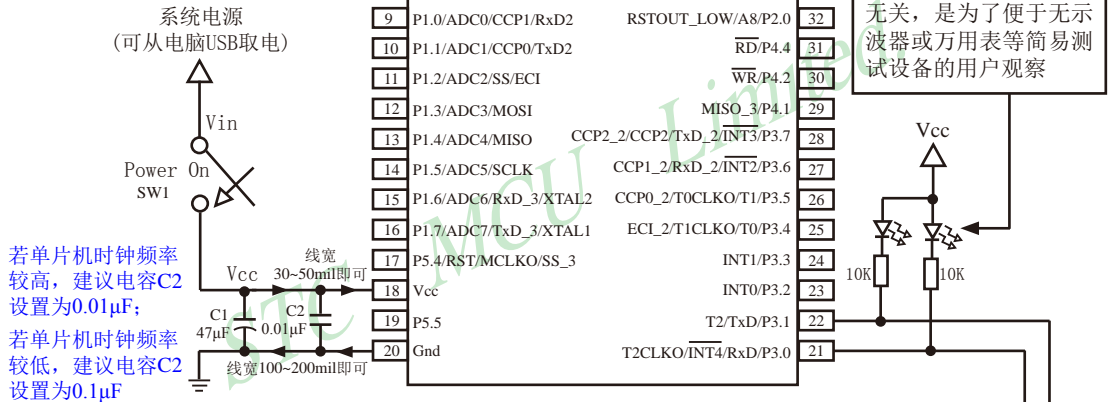 系统电源
(可从电脑USB取电)
Vin
Power On
SW1
若单片机时钟频率
较高，建议电容C2
设置为0.01μF；
若单片机时钟频率
较低，建议电容C2
设置为0.1μF
Vcc
线宽
30~50mil即可
C1
47μF
C2
0.01μF
线宽100~200mil即可
9 P1.0/ADC0/CCP1/RxD2
10 P1.1/ADC1/CCP0/TxD2
11 P1.2/ADC2/SS/ECI
12 P1.3/ADC3/MOSI
13 P1.4/ADC4/MISO
14 P1.5/ADC5/SCLK
15 P1.6/ADC6/RxD_3/XTAL2
16 P1.7/ADC7/TxD_3/XTAL1
17 P5.4/RST/MCLKO/SS_3
18 Vcc
19 P5.5
20 Gnd
RSTOUT_LOW/A8/P2.0 32
RD/P4.4 31
WR/P4.2 30
MISO_3/P4.1 29
CCP2_2/CCP2/TxD_2/INT3/P3.7 28
CCP1_2/RxD_2/INT2/P3.6 27
CCP0_2/T0CLKO/T1/P3.5 26
ECI_2/T1CLKO/T0/P3.4 25
INT1/P3.3 24
INT0/P3.2 23
T2/TxD/P3.1 22
T2CLKO/INT4/RxD/P3.0 21
无关，是为了便于无示
波器或万用表等简易测
试设备的用户观察
Vcc
10K
10K
STC MCU Limited.